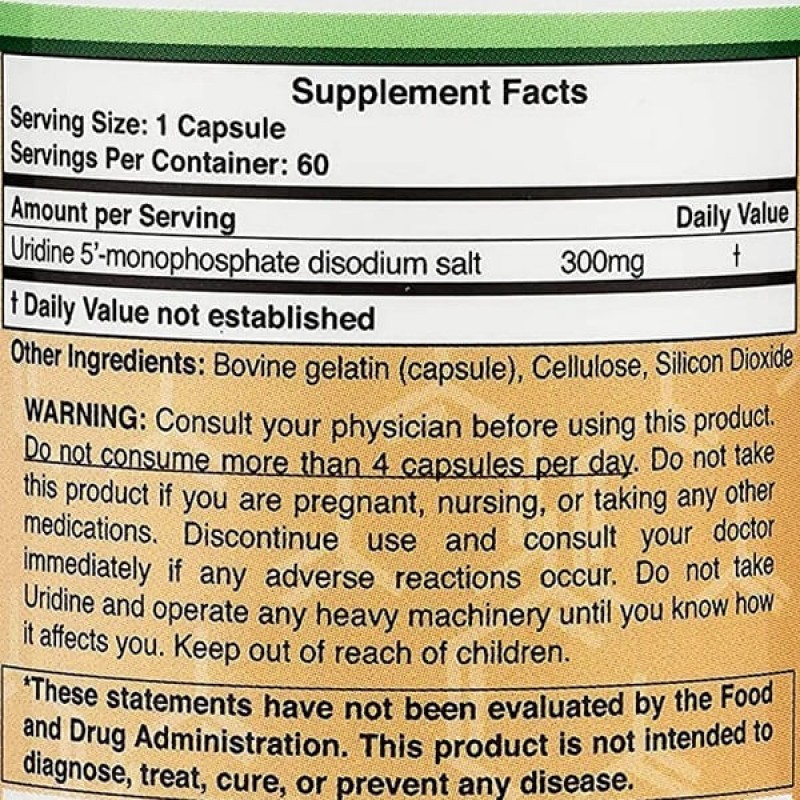 Supplement Facts
Serving Size: 1 Capsule
Servings Per Container: 60
Amount per Serving Daily Value
Uridine 5'-monophosphate disodium salt 300mg †
† Daily Value not established
Other Ingredients: Bovine gelatin (capsule), Cellulose, Silicon Dioxide
WARNING: Consult your physician before using this product.
Do not consume more than 4 capsules per day. Do not take
this product if you are pregnant, nursing, or taking any other
medications. Discontinue use and consult your doctor
immediately if any adverse reactions occur. Do not take
Uridine and operate any heavy machinery until you know how
it affects you. Keep out of reach of children.
*These statements have not been evaluated by the Food
and Drug Administration. This product is not intended to
diagnose, treat, cure, or prevent any disease.